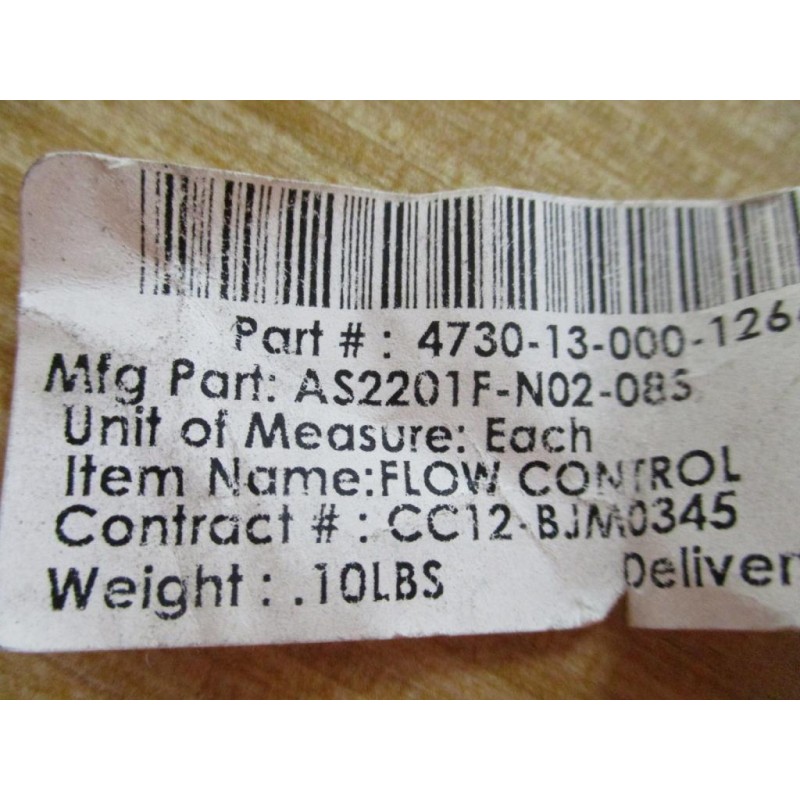 Part # : 4730-13-000-126
Mfg Part: AS2201F-N02-08S
Unit of Measure: Each
Item Name:FLOW CONTROL
Contract # : CC12-BJM0345
Weight : .10LBS Deliver